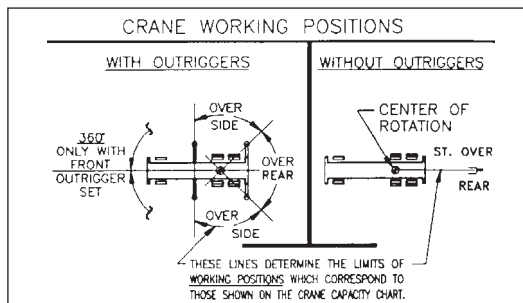 CRANE WORKING POSITIONS
WITH OUTRIGGERS
WITHOUT OUTRIGGERS
OVER
SIDE
360°
ONLY WITH
FRONT
OUTRIGGER
SET
OVER
REAR
OVER
SIDE
CENTER OF
ROTATION
ST. OVER
REAR
THESE LINES DETERMINE THE LIMITS OF
WORKING POSITIONS WHICH CORRESPOND TO
THOSE SHOWN ON THE CRANE CAPACITY CHART.